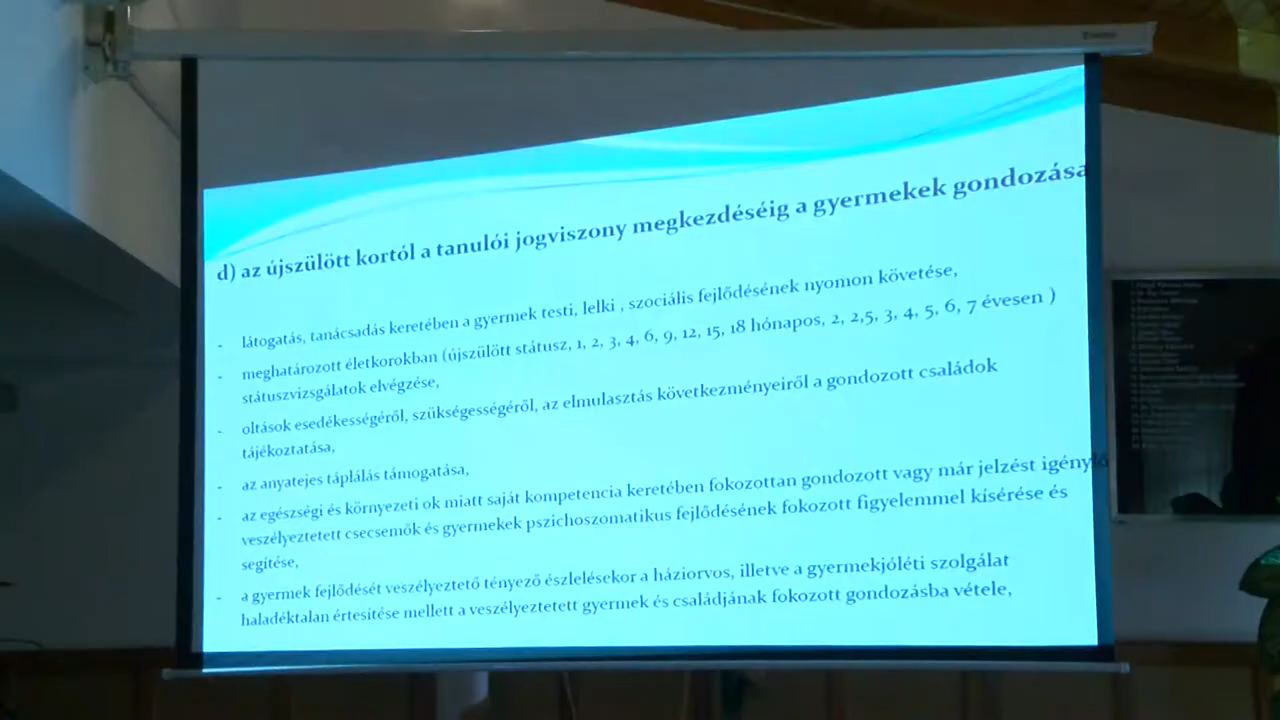 d) az újszülött kortól a tanulói jogviszony megkezdéséig a gyermekek gondozása
- látogatás, tanácsadás keretében a gyermek testi, lelki , szociális fejlődésének nyomon követése,
- meghatározott életkorokban (újszülött státusz, 1, 2, 3, 4, 6, 9, 12, 15, 18 hónapos, 2, 2,5, 3, 4, 5, 6, 7 évesen )
státuszvizsgálatok elvégzése,
- oltások esedékességéről, szükségességéről, az elmulasztás következményeiről a gondozott családok
tájékoztatása,
- az anyatejes táplálás támogatása,
- az egészségi és környezeti ok miatt saját kompetencia keretében fokozottan gondozott vagy már jelzést igénylő
veszélyeztetett csecsemők és gyermekek pszichoszomatikus fejlődésének fokozott figyelemmel kísérése és
segítése,
- a gyermek fejlődését veszélyeztető tényező észlelésekor a háziorvos, illetve a gyermekjóléti szolgálat
haladéktalan értesítése mellett a veszélyeztetett gyermek és családjának fokozott gondozásba vétele,